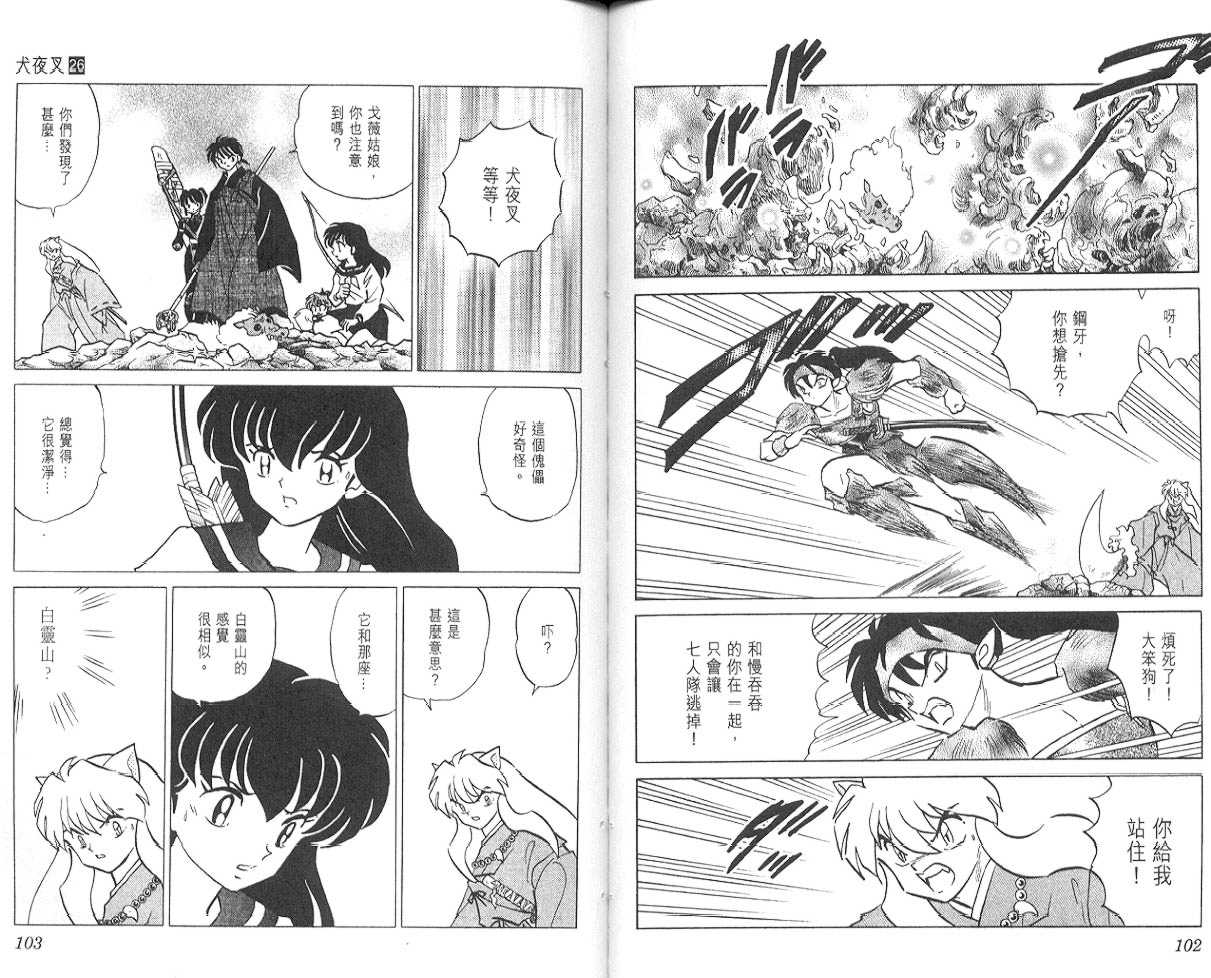 呀！
鋼牙，
你想搶先？
煩死了！
大笨狗！
和慢吞吞
的你在一起，
只會讓
七人隊逃掉！
你給我
站住！
102
犬夜叉 26
犬夜叉
等等！
戈薇姑娘，
你也注意
到嗎？
你們發現了
甚麼…
這個傀儡
好奇怪。
總覺得…
它很潔淨…
吓？
這是
甚麼意思？
它和那座…
白靈山的
感覺
很相似。
白靈山？
103